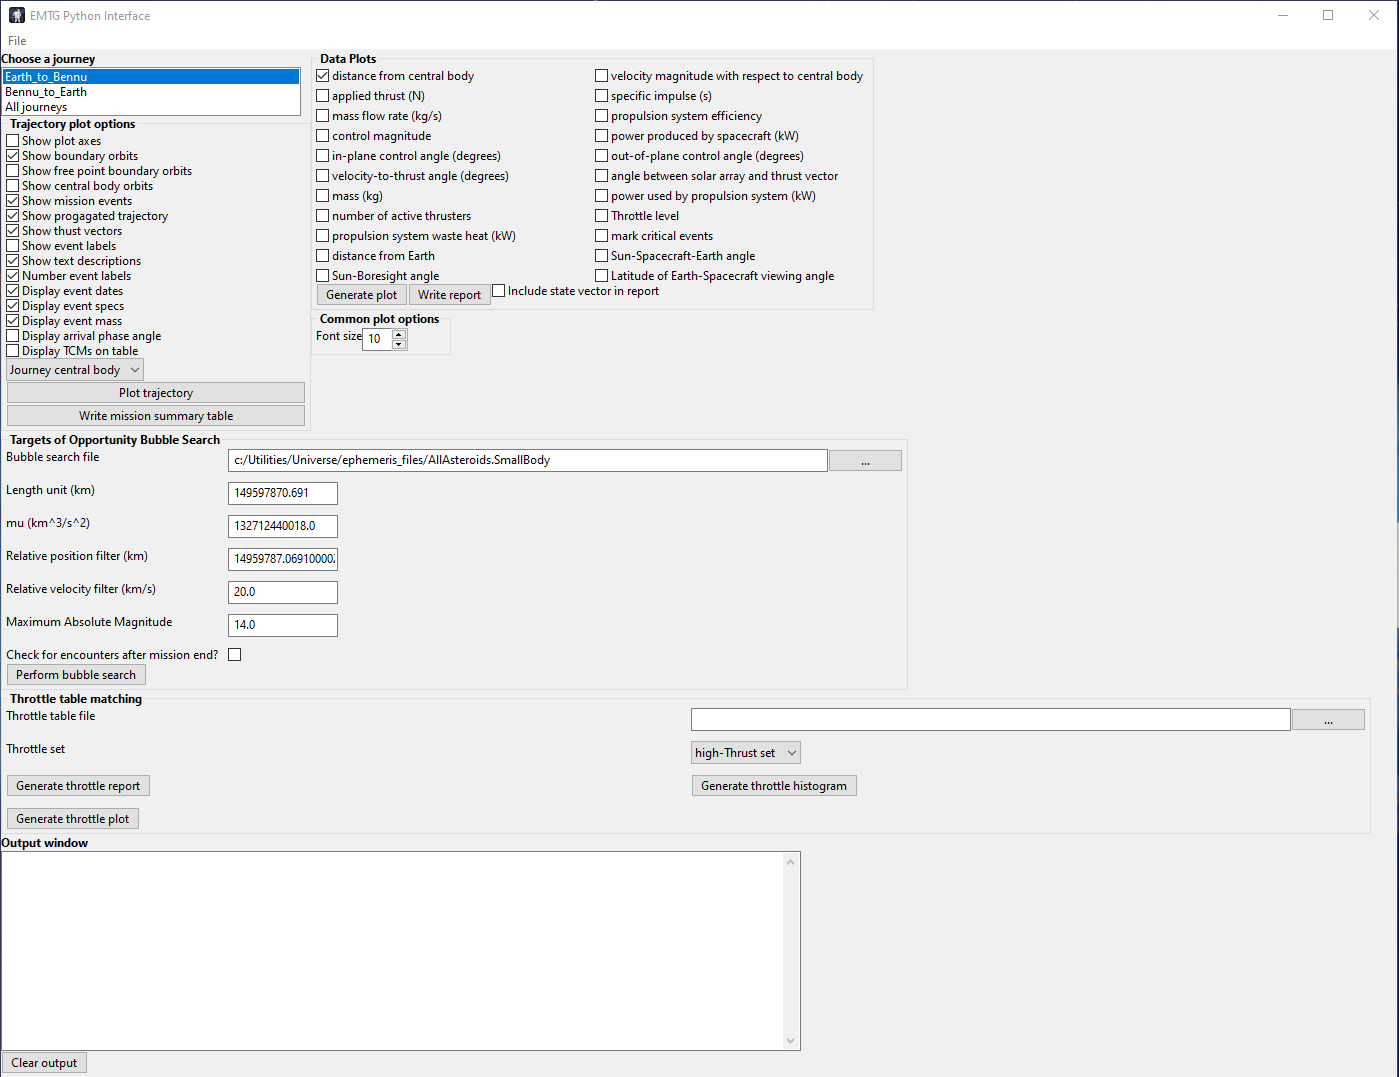 EMTG Python Interface
File
Choose a journey
Earth_to_Bennu
Bennu_to_Earth
All journeys
Trajectory plot options
Show plot axes
Show boundary orbits
Show free point boundary orbits
Show central body orbits
Show mission events
Show progagated trajectory
Show thust vectors
Show event labels
Show text descriptions
Number event labels
Display event dates
Display event specs
Display event mass
Display arrival phase angle
Display TCMs on table
Journey central body
Plot trajectory
Write mission summary table
Data Plots
distance from central body
velocity magnitude with respect to central body
applied thrust (N)
specific impulse (s)
mass flow rate (kg/s)
propulsion system efficiency
control magnitude
power produced by spacecraft (kW)
in-plane control angle (degrees)
out-of-plane control angle (degrees)
velocity-to-thrust angle (degrees)
angle between solar array and thrust vector
mass (kg)
power used by propulsion system (kW)
number of active thrusters
Throttle level
propulsion system waste heat (kW)
mark critical events
distance from Earth
Sun-Spacecraft-Earth angle
Sun-Boresight angle
Latitude of Earth-Spacecraft viewing angle
Generate plot
Write report
Include state vector in report
Common plot options
Font size
10
Targets of Opportunity Bubble Search
Bubble search file
c:/Utilities/Universe/ephemeris_files/AllAsteroids.SmallBody
...
Length unit (km)
149597870.691
mu (km^3/s^2)
132712440018.0
Relative position filter (km)
14959787.06910000
Relative velocity filter (km/s)
20.0
Maximum Absolute Magnitude
14.0
Check for encounters after mission end?
Perform bubble search
Throttle table matching
Throttle table file
...
Throttle set
high-Thrust set
Generate throttle report
Generate throttle histogram
Generate throttle plot
Output window
Clear output